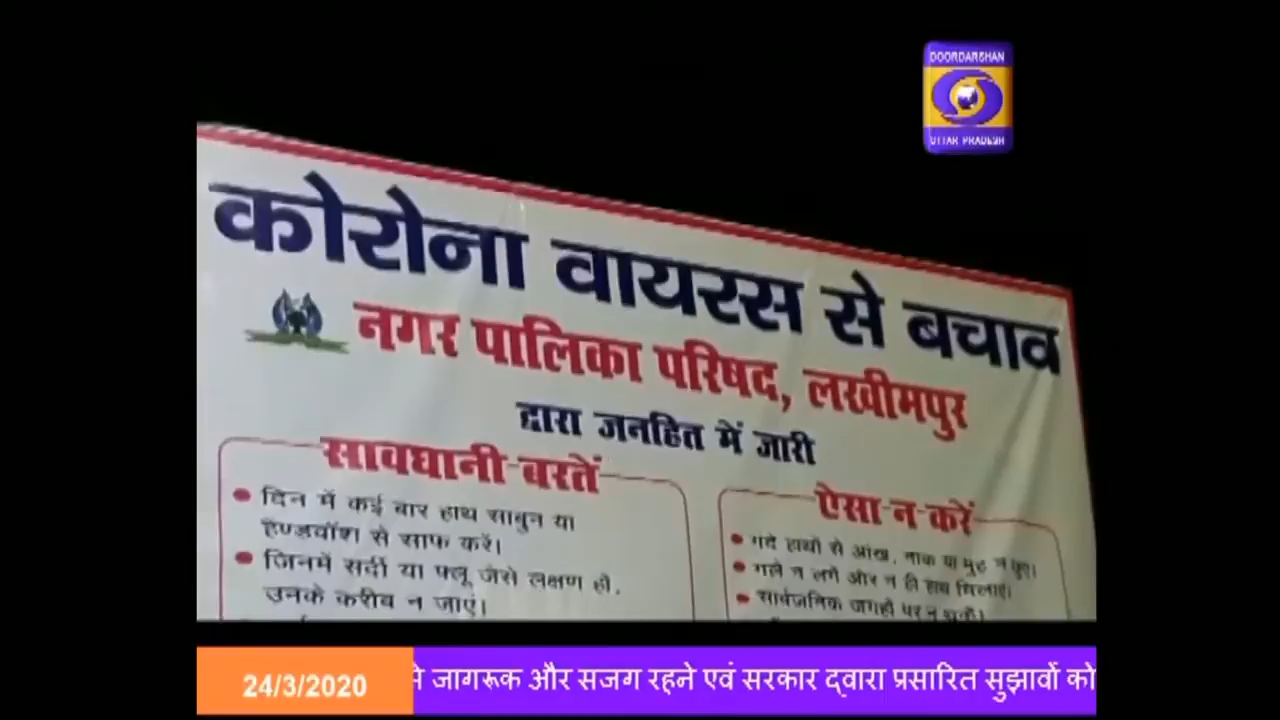 DOORDARSHAN
UTTAR PRADESH
कोरोना वायरस से बचाव
नगर पालिका परिषद, लखीमपुर
द्वारा जनहित में जारी
सावधानी बरतें
दिन में कई बार हाथ साबुन या
हैण्डवॉश से साफ करें।
जिनमें सर्दी या फ्लू जैसे लक्षण हों,
उनके करीब न जाएं।
ऐसा न करें
गंदे हाथों से आंख, नाक या मुंह न छुएं।
गले न लगें और न ही हाथ मिलाएं।
सार्वजनिक जगहों पर न थूकें।
24/3/2020
से जागरूक और सजग रहने एवं सरकार द्वारा प्रसारित सुझावों को